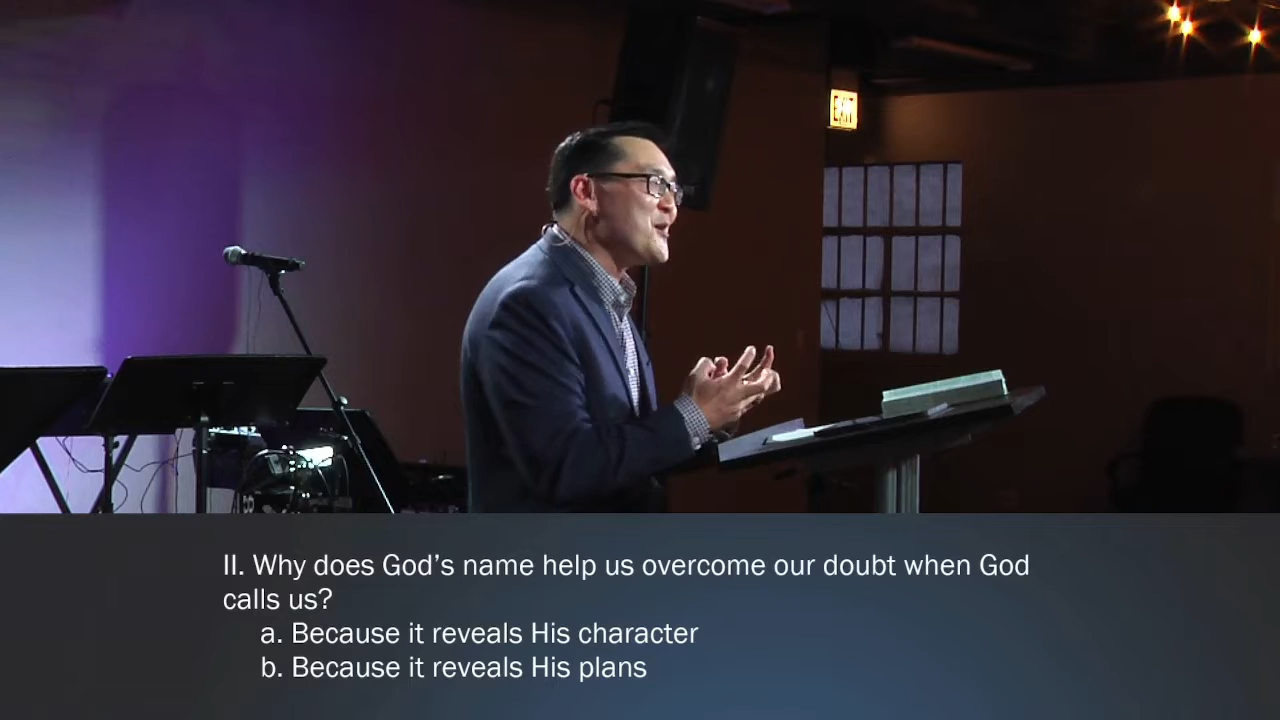 EXIT
II. Why does God’s name help us overcome our doubt when God
calls us?
a. Because it reveals His character
b. Because it reveals His plans